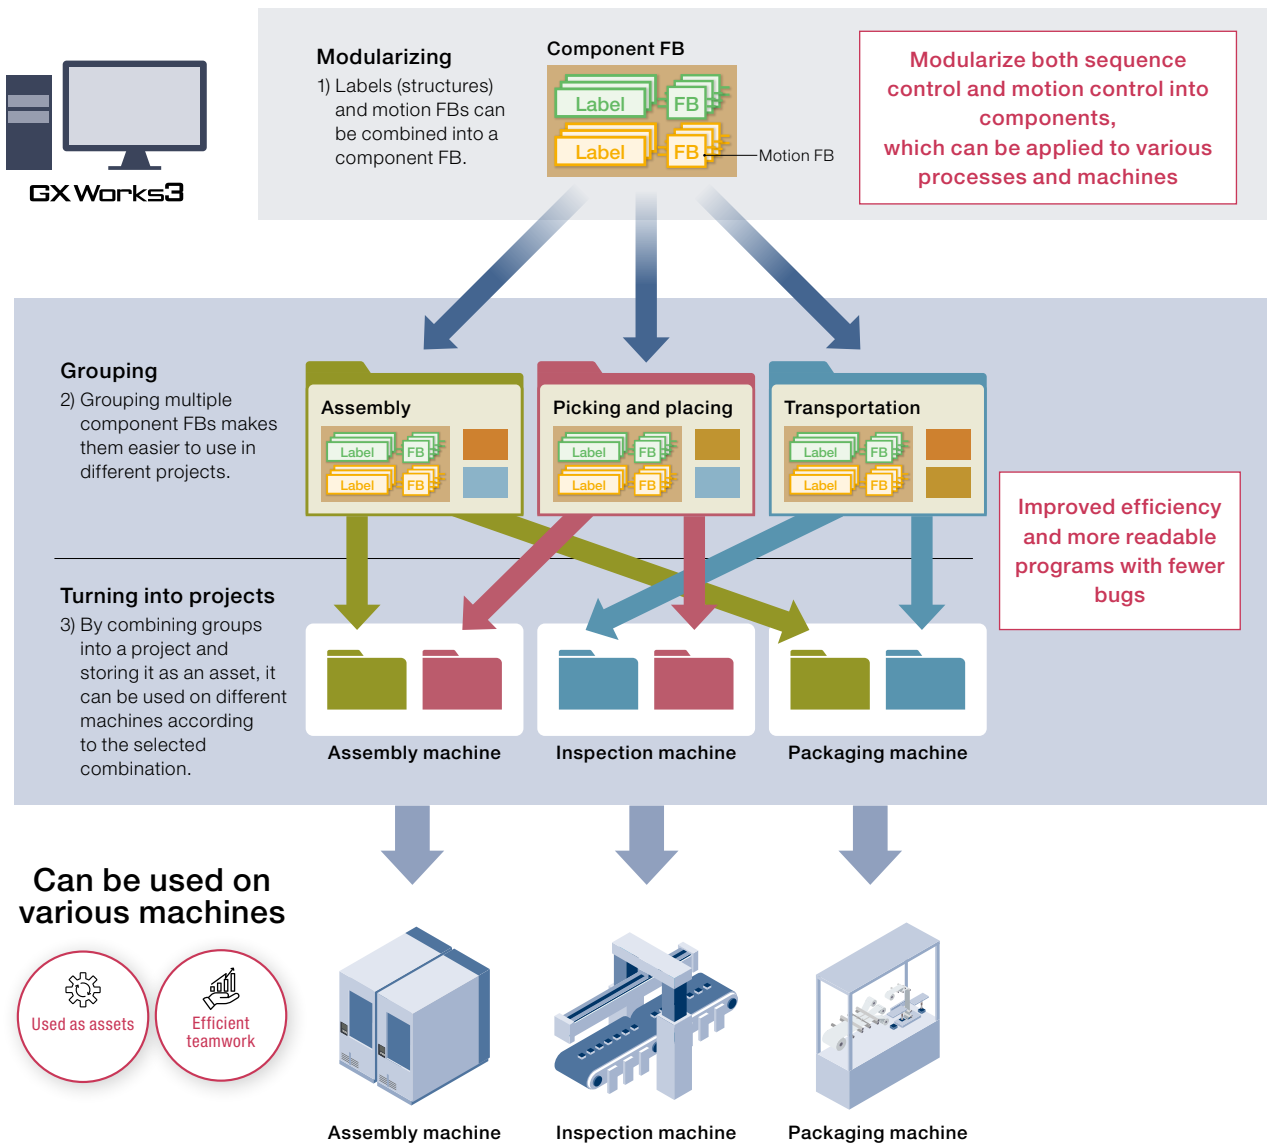 GX Works3
Modularizing
1) Labels (structures)
and motion FBs can
be combined into a
component FB.
Component FB
Label
FB
Label
FB
Motion FB
Modularize both sequence
control and motion control into
components,
which can be applied to various
processes and machines
Grouping
2) Grouping multiple
component FBs makes
them easier to use in
different projects.
Assembly
Label
FB
Label
FB
Picking and placing
Label
FB
Label
FB
Transportation
Label
FB
Label
FB
Improved efficiency
and more readable
programs with fewer
bugs
Turning into projects
3) By combining groups
into a project and
storing it as an asset, it
can be used on different
machines according
to the selected
combination.
Assembly machine
Inspection machine
Packaging machine
Can be used on
various machines
Used as assets
Efficient
teamwork
Assembly machine
Inspection machine
Packaging machine